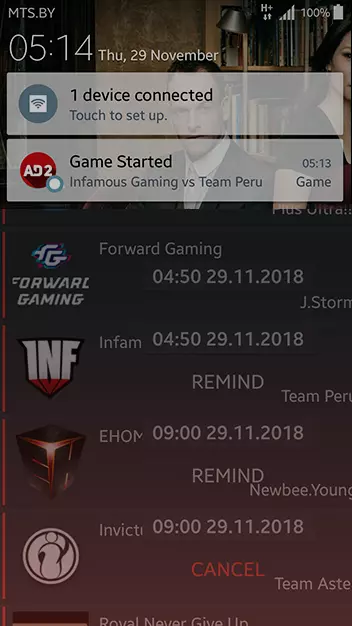 MTS.BY
H+
100%
05:14 Thu, 29 November
1 device connected
Touch to set up.
AD2
Game Started 05:13
Infamous Gaming vs Team Peru Game
Plus Ultra!!
Forward Gaming
04:50 29.11.2018
FORWARD
GAMING
J.Storm
Infam 04:50 29.11.2018
INF
REMIND
Team Peru
EHOM 09:00 29.11.2018
REMIND
Newbee.Young
Invictu 09:00 29.11.2018
CANCEL
Team Aste
Royal Never Give Up